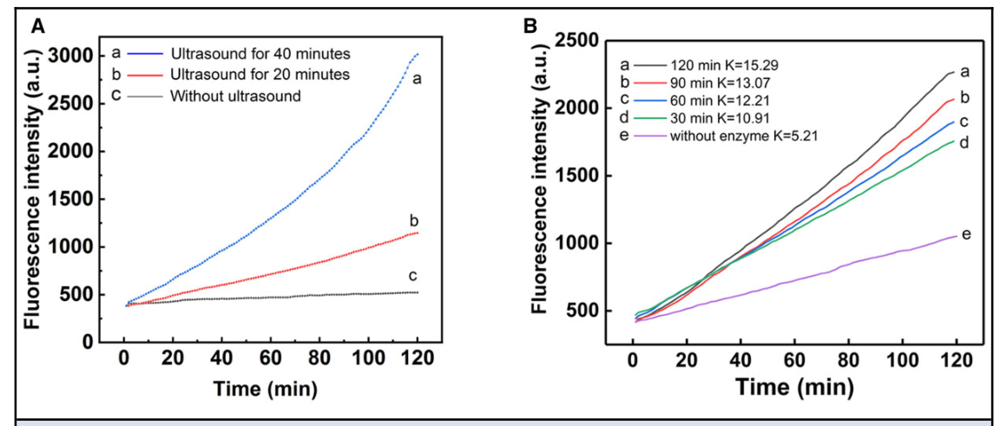 A
Fluorescence intensity (a.u.)
3000
2500
2000
1500
1000
500
0
a Ultrasound for 40 minutes
b Ultrasound for 20 minutes
c Without ultrasound
a
b
c
0 20 40 60 80 100 120
Time (min)
B
Fluorescence intensity (a.u.)
2500
2000
1500
1000
500
a 120 min K=15.29
b 90 min K=13.07
c 60 min K=12.21
d 30 min K=10.91
e without enzyme K=5.21
a
b
c
d
e
0 20 40 60 80 100 120
Time (min)